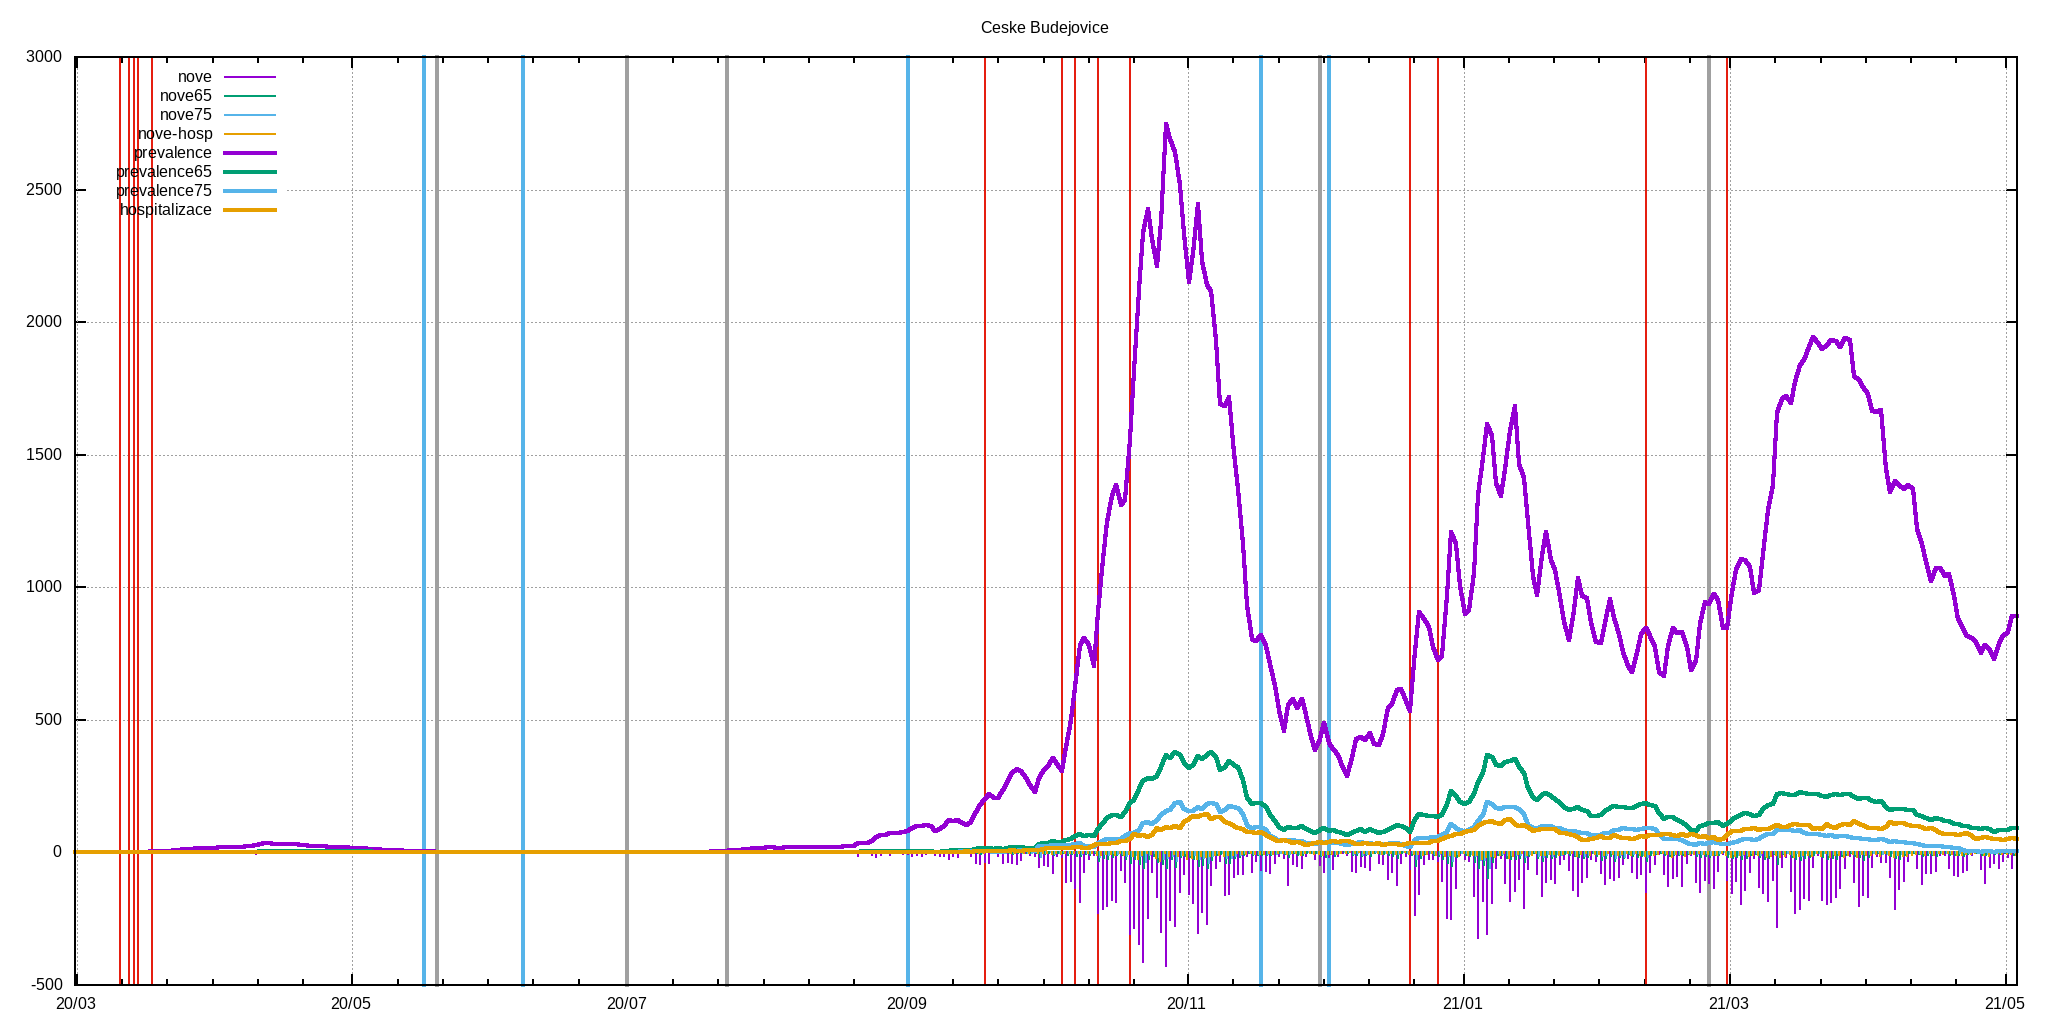 Ceske Budejovice
3000
2500
2000
1500
1000
500
0
-500
nove
nove65
nove75
nove-hosp
prevalence
prevalence65
prevalence75
hospitalizace
20/03 20/05 20/07 20/09 20/11 21/01 21/03 21/05